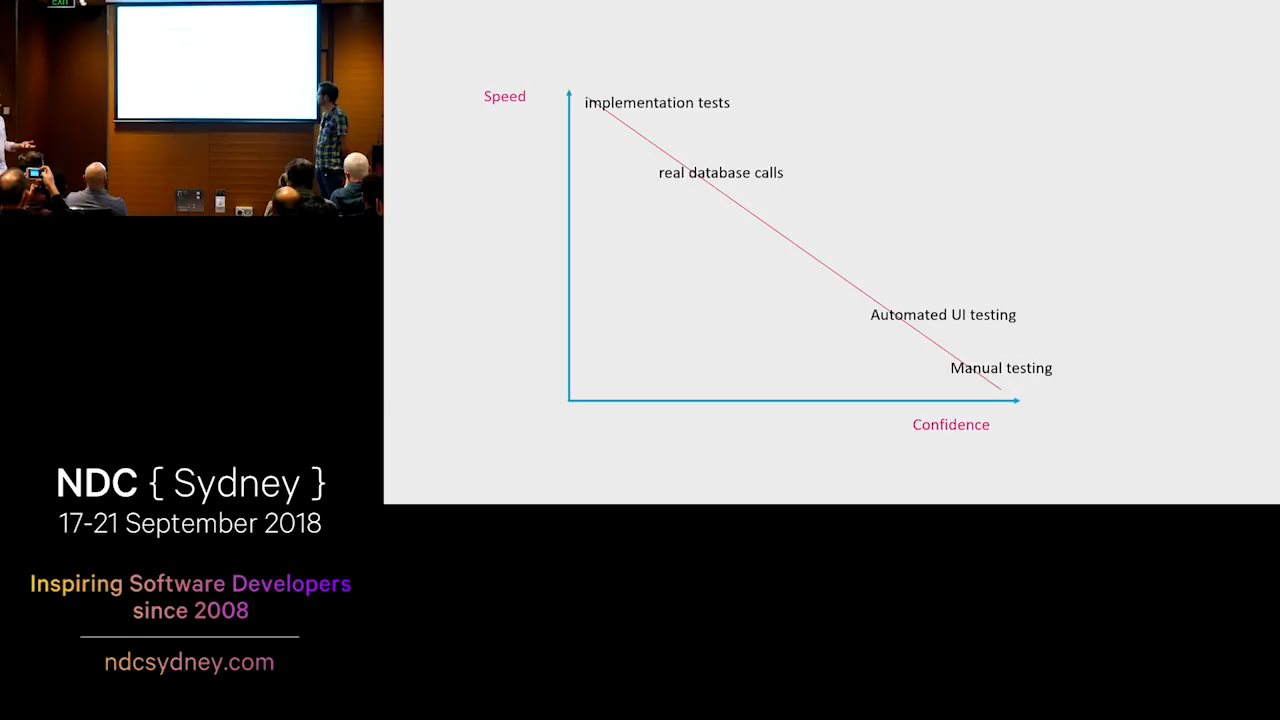 EXIT
Speed
implementation tests
real database calls
Automated UI testing
Manual testing
Confidence
NDC { Sydney }
17-21 September 2018
Inspiring Software Developers
since 2008
ndcsydney.com